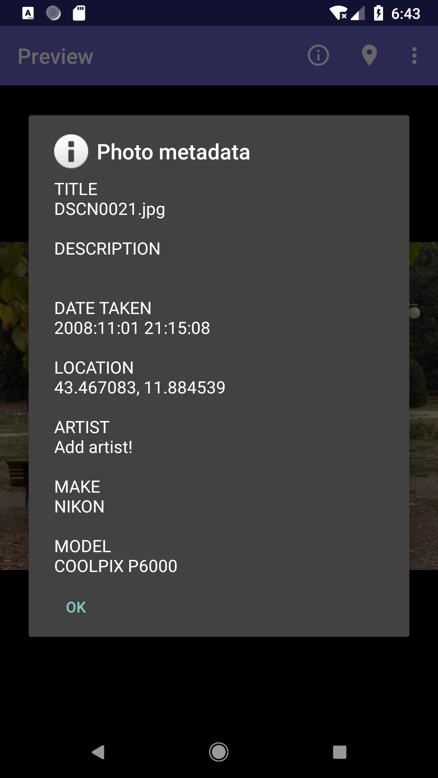 6:43
Preview
Photo metadata
TITLE
DSCN0021.jpg
DESCRIPTION
DATE TAKEN
2008:11:01 21:15:08
LOCATION
43.467083, 11.884539
ARTIST
Add artist!
MAKE
NIKON
MODEL
COOLPIX P6000
OK